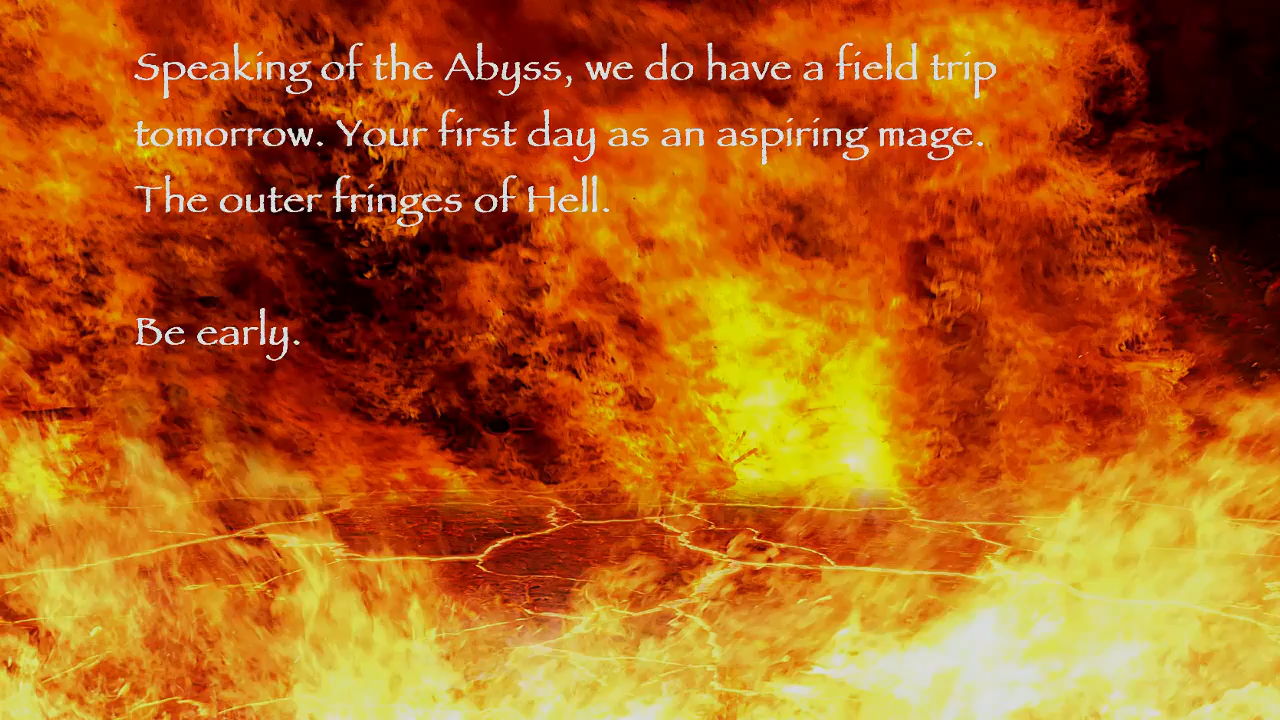 Speaking of the Abyss, we do have a field trip
tomorrow. Your first day as an aspiring mage.
The outer fringes of Hell.
Be early.